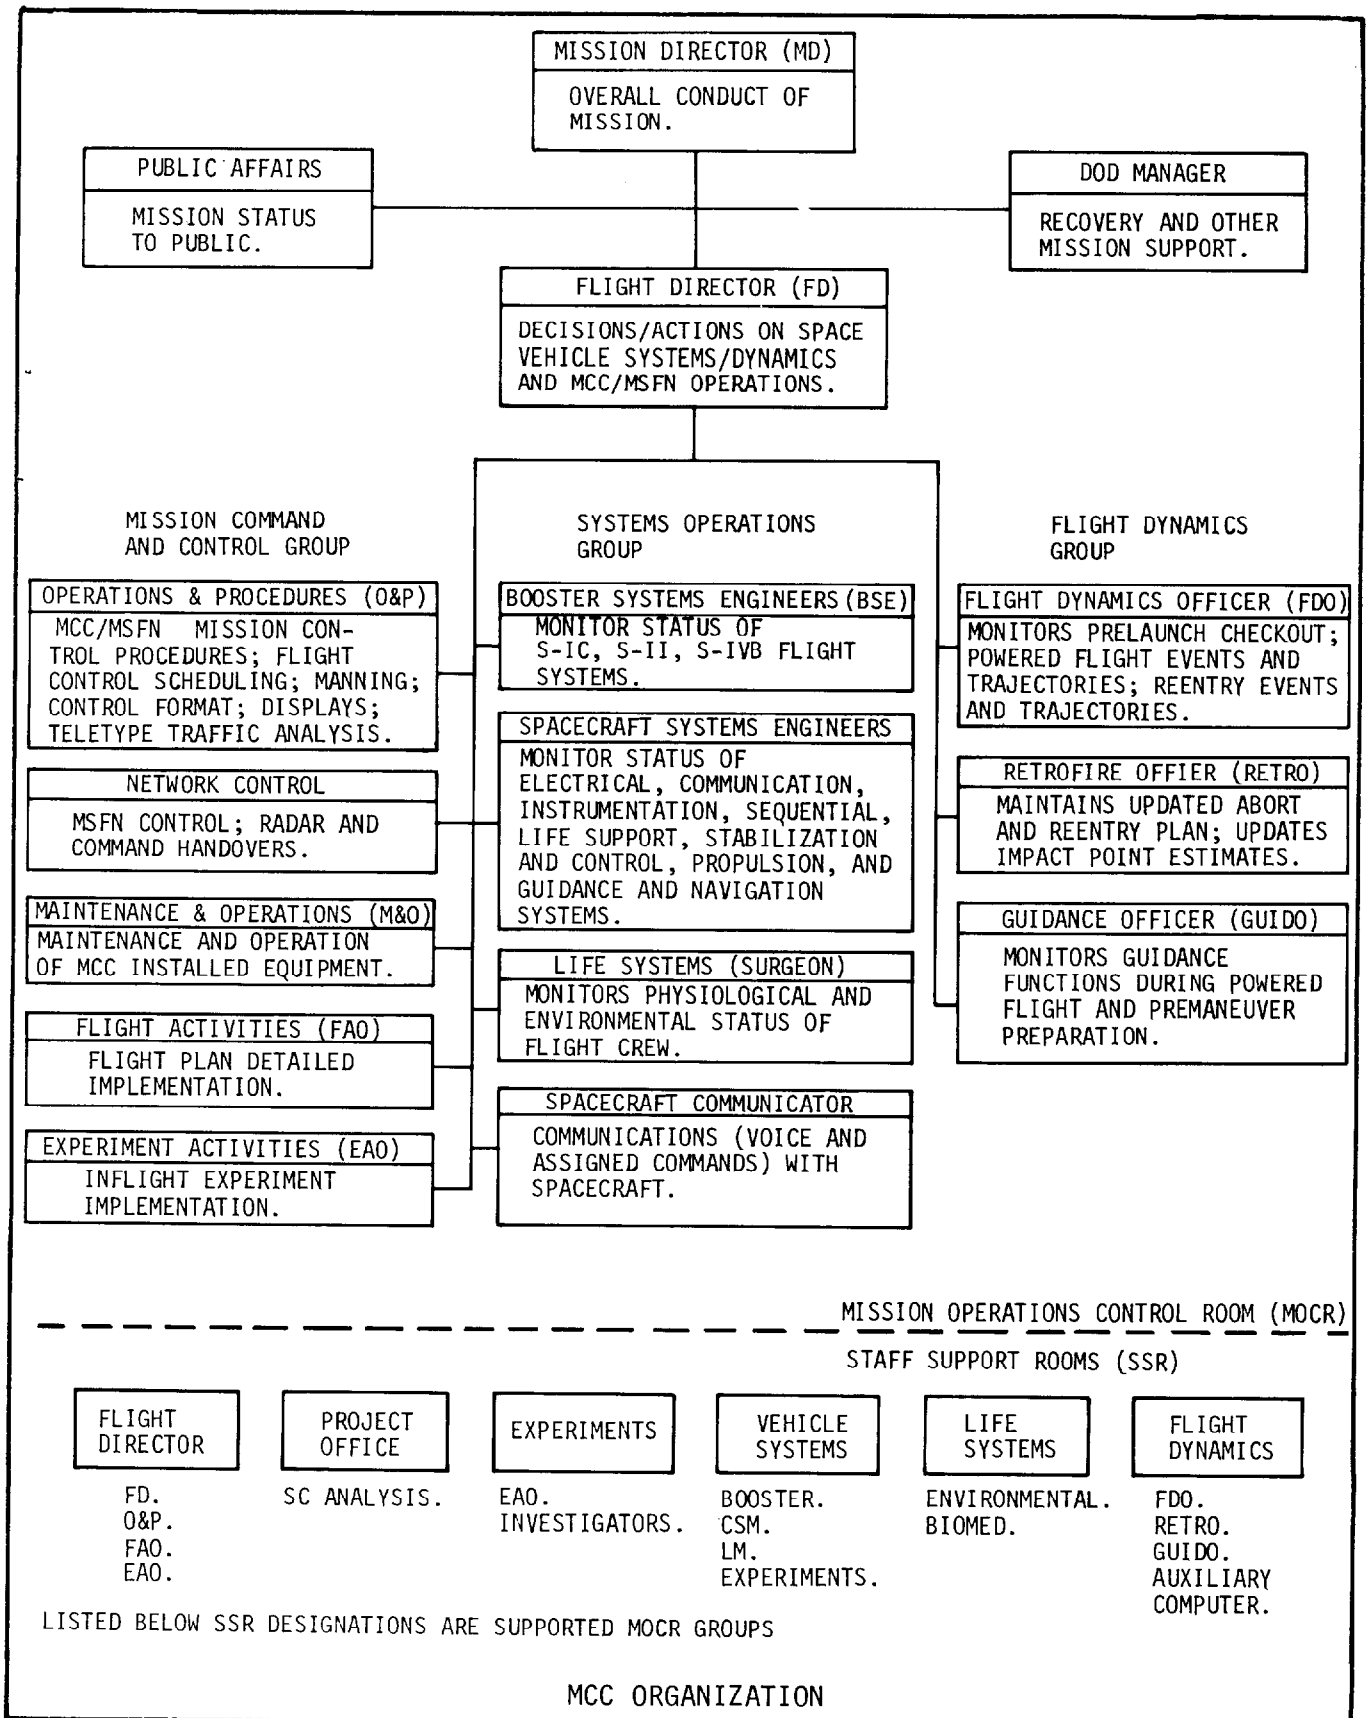 MISSION DIRECTOR (MD)
OVERALL CONDUCT OF
MISSION.
PUBLIC AFFAIRS
MISSION STATUS
TO PUBLIC.
DOD MANAGER
RECOVERY AND OTHER
MISSION SUPPORT.
FLIGHT DIRECTOR (FD)
DECISIONS/ACTIONS ON SPACE
VEHICLE SYSTEMS/DYNAMICS
AND MCC/MSFN OPERATIONS.
MISSION COMMAND
AND CONTROL GROUP
OPERATIONS & PROCEDURES (O&P)
MCC/MSFN MISSION CON-
TROL PROCEDURES; FLIGHT
CONTROL SCHEDULING; MANNING;
CONTROL FORMAT; DISPLAYS;
TELETYPE TRAFFIC ANALYSIS.
NETWORK CONTROL
MSFN CONTROL; RADAR AND
COMMAND HANDOVERS.
MAINTENANCE & OPERATIONS (M&O)
MAINTENANCE AND OPERATION
OF MCC INSTALLED EQUIPMENT.
FLIGHT ACTIVITIES (FAO)
FLIGHT PLAN DETAILED
IMPLEMENTATION.
EXPERIMENT ACTIVITIES (EAO)
INFLIGHT EXPERIMENT
IMPLEMENTATION.
SYSTEMS OPERATIONS
GROUP
BOOSTER SYSTEMS ENGINEERS (BSE)
MONITOR STATUS OF
S-IC, S-II, S-IVB FLIGHT
SYSTEMS.
SPACECRAFT SYSTEMS ENGINEERS
MONITOR STATUS OF
ELECTRICAL, COMMUNICATION,
INSTRUMENTATION, SEQUENTIAL,
LIFE SUPPORT, STABILIZATION
AND CONTROL, PROPULSION, AND
GUIDANCE AND NAVIGATION
SYSTEMS.
LIFE SYSTEMS (SURGEON)
MONITORS PHYSIOLOGICAL AND
ENVIRONMENTAL STATUS OF
FLIGHT CREW.
SPACECRAFT COMMUNICATOR
COMMUNICATIONS (VOICE AND
ASSIGNED COMMANDS) WITH
SPACECRAFT.
FLIGHT DYNAMICS
GROUP
FLIGHT DYNAMICS OFFICER (FDO)
MONITORS PRELAUNCH CHECKOUT;
POWERED FLIGHT EVENTS AND
TRAJECTORIES; REENTRY EVENTS
AND TRAJECTORIES.
RETROFIRE OFFIER (RETRO)
MAINTAINS UPDATED ABORT
AND REENTRY PLAN; UPDATES
IMPACT POINT ESTIMATES.
GUIDANCE OFFICER (GUIDO)
MONITORS GUIDANCE
FUNCTIONS DURING POWERED
FLIGHT AND PREMANEUVER
PREPARATION.
MISSION OPERATIONS CONTROL ROOM (MOCR)
STAFF SUPPORT ROOMS (SSR)
FLIGHT
DIRECTOR
FD.
O&P.
FAO.
EAO.
PROJECT
OFFICE
SC ANALYSIS.
EXPERIMENTS
EAO.
INVESTIGATORS.
VEHICLE
SYSTEMS
BOOSTER.
CSM.
LM.
EXPERIMENTS.
LIFE
SYSTEMS
ENVIRONMENTAL.
BIOMED.
FLIGHT
DYNAMICS
FDO.
RETRO.
GUIDO.
AUXILIARY
COMPUTER.
LISTED BELOW SSR DESIGNATIONS ARE SUPPORTED MOCR GROUPS
MCC ORGANIZATION